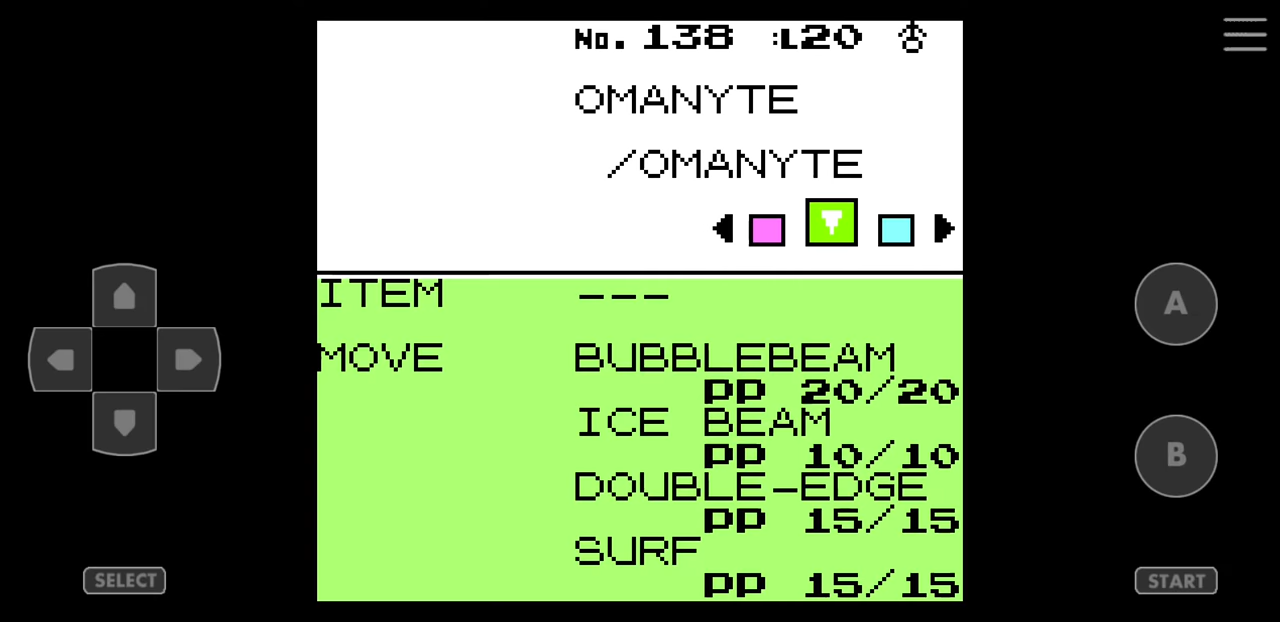 No. 138 :L20 ♂
OMANYTE
/OMANYTE
ITEM ---
MOVE BUBBLEBEAM
PP 20/20
ICE BEAM
PP 10/10
DOUBLE-EDGE
PP 15/15
SURF
PP 15/15
A
B
SELECT
START